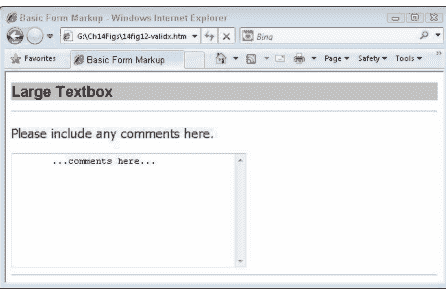 Basic Form Markup - Windows Internet Explorer
G:\Ch14Figs\14fig12-validx.htm
Bing
Favorites
Basic Form Markup
Page
Safety
Tools
Large Textbox
Please include any comments here.
...comments here...